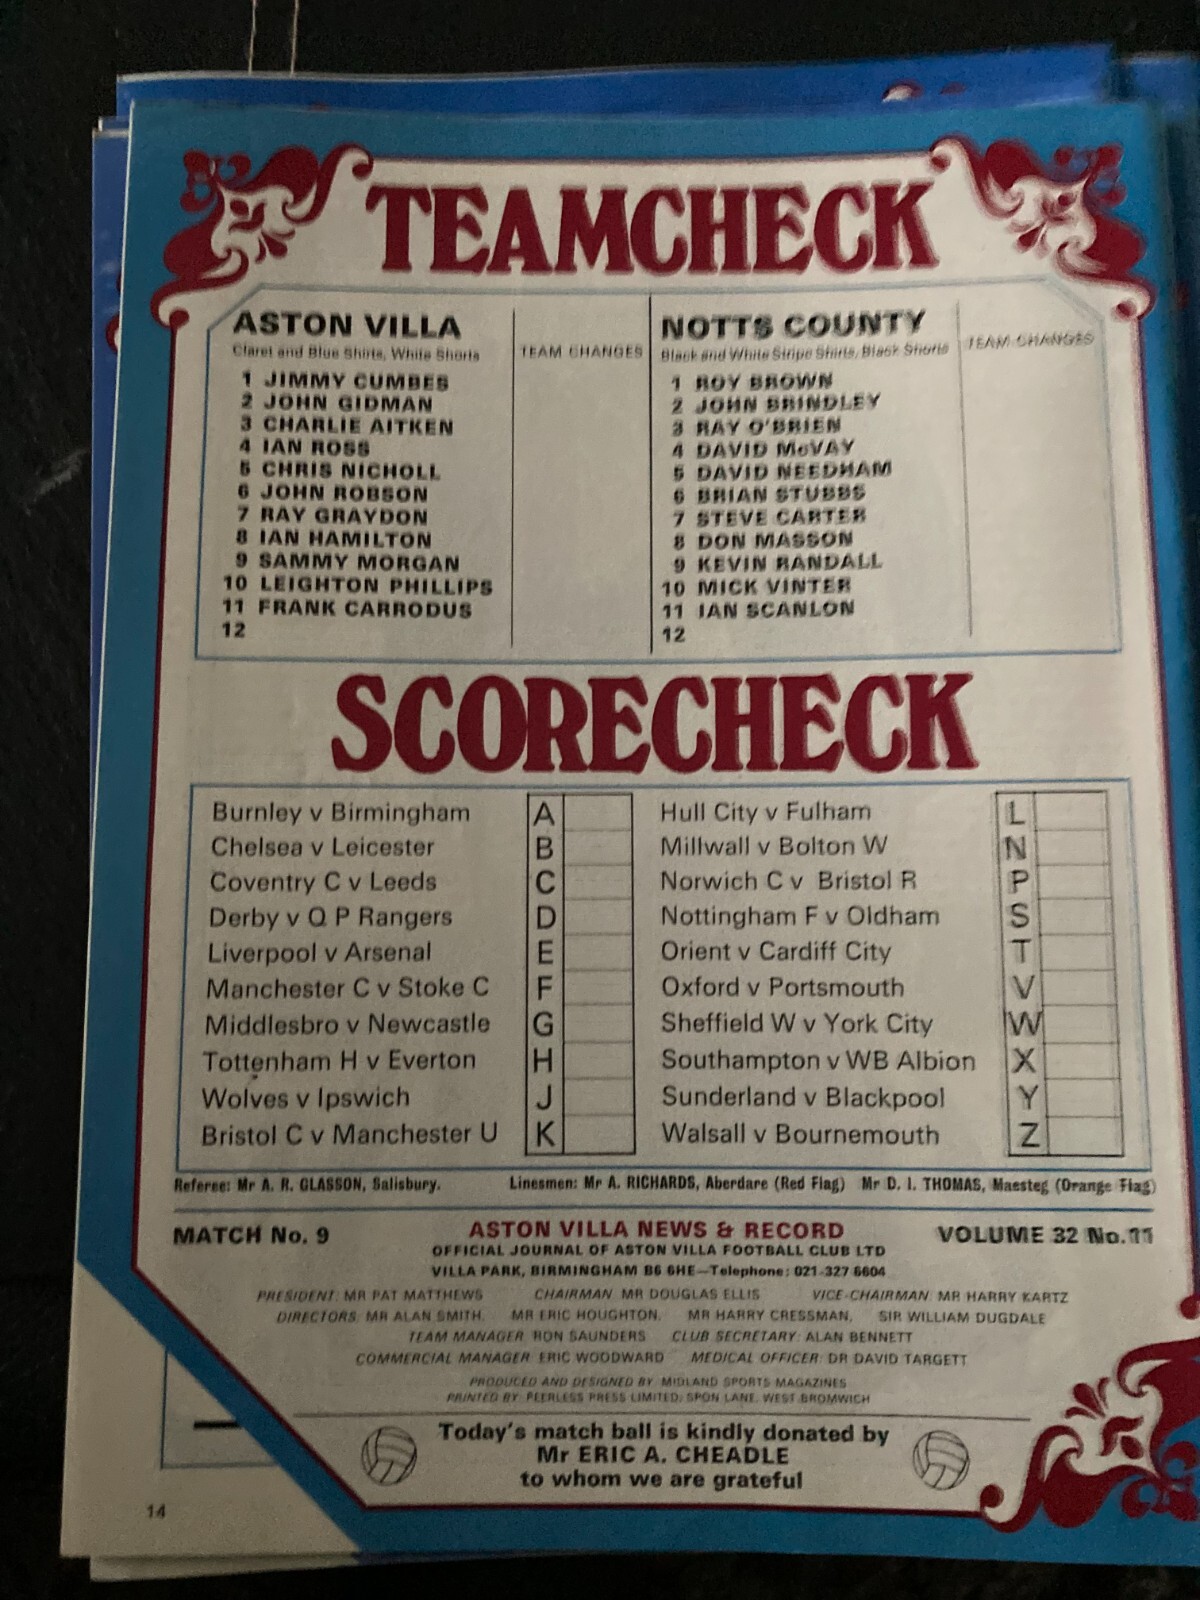 TEAMCHECK
ASTON VILLA
Claret and Blue Shirts, White Shorts
TEAM CHANGES
1 JIMMY CUMBES
2 JOHN GIDMAN
3 CHARLIE AITKEN
4 IAN ROSS
5 CHRIS NICHOLL
6 JOHN ROBSON
7 RAY GRAYDON
8 IAN HAMILTON
9 SAMMY MORGAN
10 LEIGHTON PHILLIPS
11 FRANK CARRODUS
12
NOTTS COUNTY
Black and White Stripe Shirts, Black Shorts
TEAM CHANGES
1 ROY BROWN
2 JOHN BRINDLEY
3 RAY O'BRIEN
4 DAVID McVAY
5 DAVID NEEDHAM
6 BRIAN STUBBS
7 STEVE CARTER
8 DON MASSON
9 KEVIN RANDALL
10 MICK VINTER
11 IAN SCANLON
12
SCORECHECK
Burnley v Birmingham A
Chelsea v Leicester B
Coventry C v Leeds C
Derby v Q P Rangers D
Liverpool v Arsenal E
Manchester C v Stoke C F
Middlesbro v Newcastle G
Tottenham H v Everton H
Wolves v Ipswich J
Bristol C v Manchester U K
Hull City v Fulham L
Millwall v Bolton W N
Norwich C v Bristol R P
Nottingham F v Oldham S
Orient v Cardiff City T
Oxford v Portsmouth V
Sheffield W v York City W
Southampton v WB Albion X
Sunderland v Blackpool Y
Walsall v Bournemouth Z
Referee: Mr A. R. GLASSON, Salisbury. Linesmen: Mr A. RICHARDS, Aberdare (Red Flag) Mr D. I. THOMAS, Maesteg (Orange Flag)
MATCH No. 9 ASTON VILLA NEWS & RECORD VOLUME 32 No.11
OFFICIAL JOURNAL OF ASTON VILLA FOOTBALL CLUB LTD
VILLA PARK, BIRMINGHAM B6 6HE—Telephone: 021-327 6604
PRESIDENT: MR PAT MATTHEWS CHAIRMAN: MR DOUGLAS ELLIS VICE-CHAIRMAN: MR HARRY KARTZ
DIRECTORS: MR ALAN SMITH, MR ERIC HOUGHTON, MR HARRY CRESSMAN, SIR WILLIAM DUGDALE
TEAM MANAGER: RON SAUNDERS CLUB SECRETARY: ALAN BENNETT
COMMERCIAL MANAGER: ERIC WOODWARD MEDICAL OFFICER: DR DAVID TARGETT
PRODUCED AND DESIGNED BY: MIDLAND SPORTS MAGAZINES
PRINTED BY: PEERLESS PRESS LIMITED, SPON LANE, WEST BROMWICH
Today's match ball is kindly donated by
Mr ERIC A. CHEADLE
to whom we are grateful
14